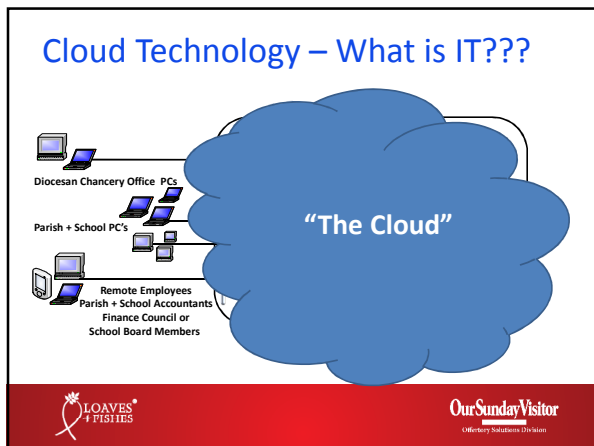 Cloud Technology – What is IT???
Diocesan Chancery Office PCs
Parish + School PC's
"The Cloud"
Remote Employees
Parish + School Accountants
Finance Council or
School Board Members
LOAVES
+ FISHES
OurSundayVisitor
Offertory Solutions Division